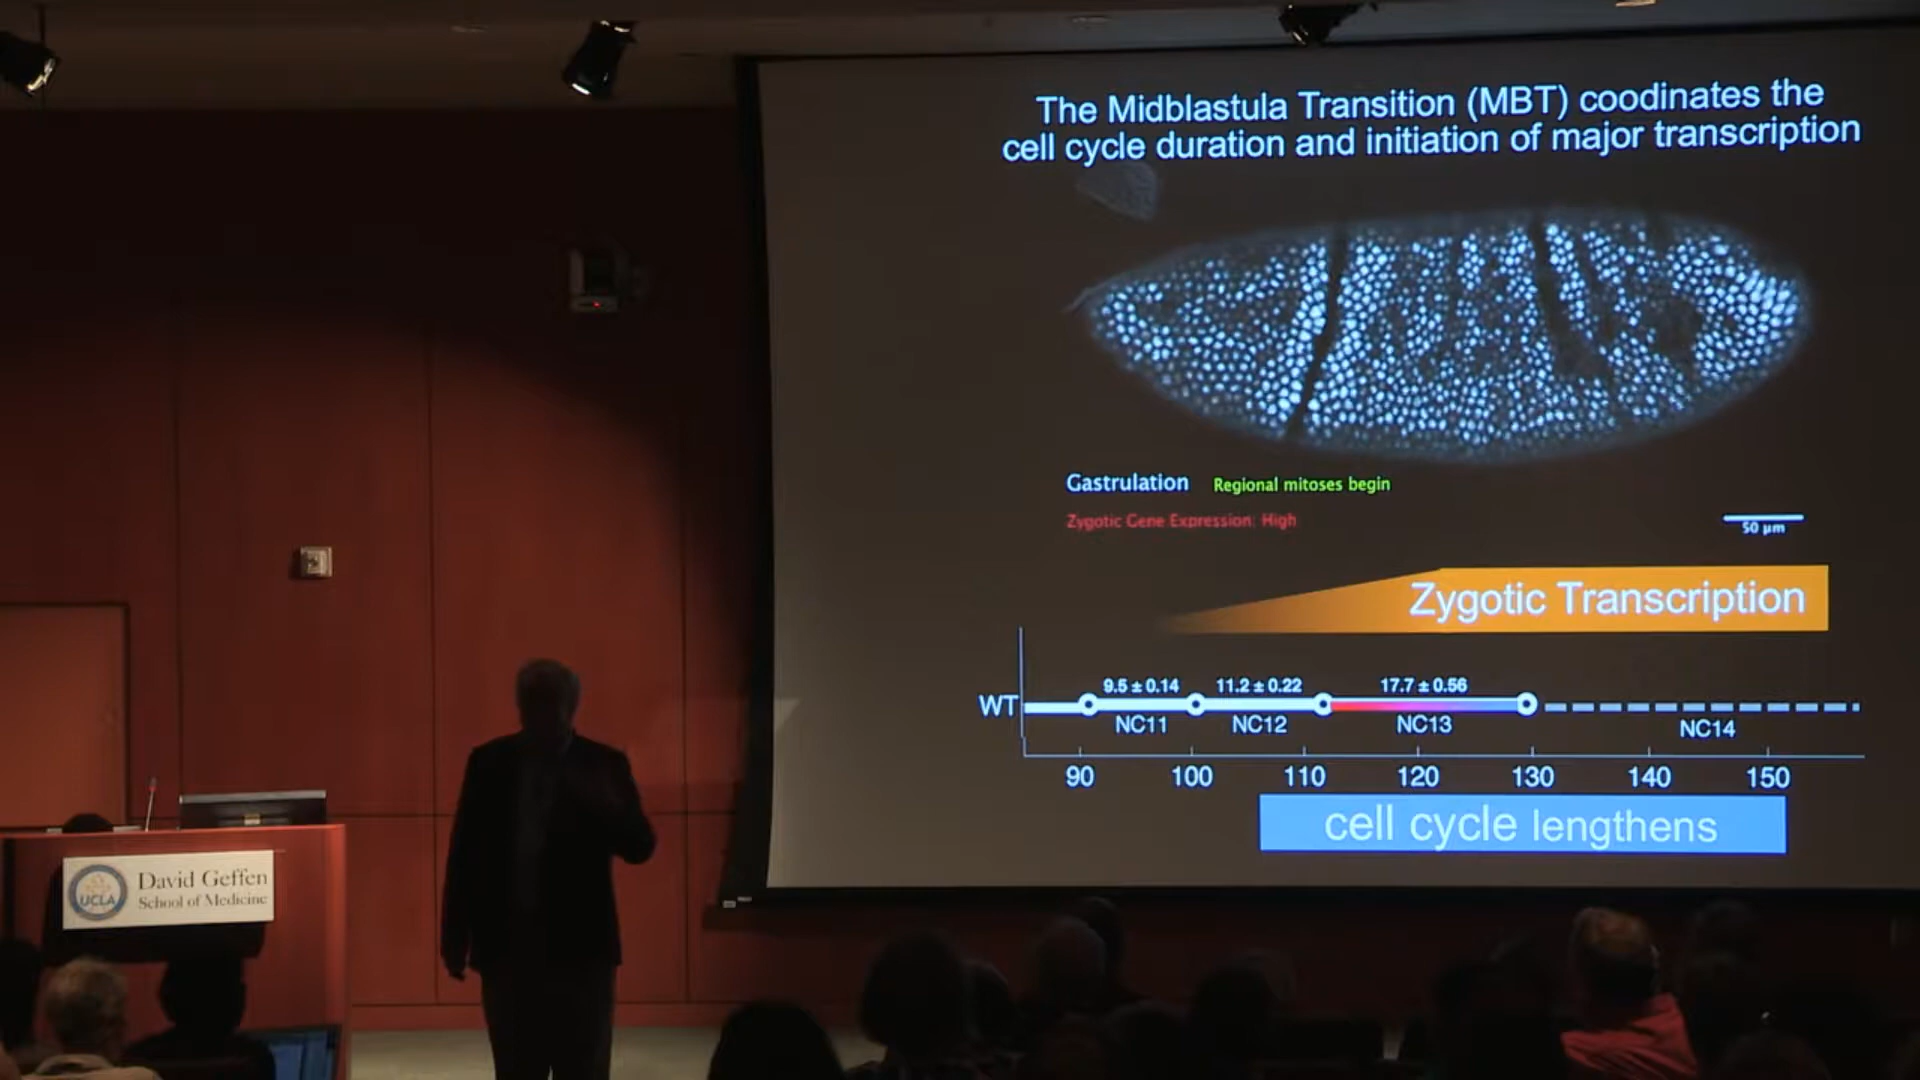 The Midblastula Transition (MBT) coodinates the
cell cycle duration and initiation of major transcription
Gastrulation Regional mitoses begin
Zygotic Gene Expression: High
50 µm
Zygotic Transcription
WT
9.5 ± 0.14 11.2 ± 0.22 17.7 ± 0.56
NC11 NC12 NC13 NC14
90 100 110 120 130 140 150
cell cycle lengthens
UCLA
David Geffen
School of Medicine